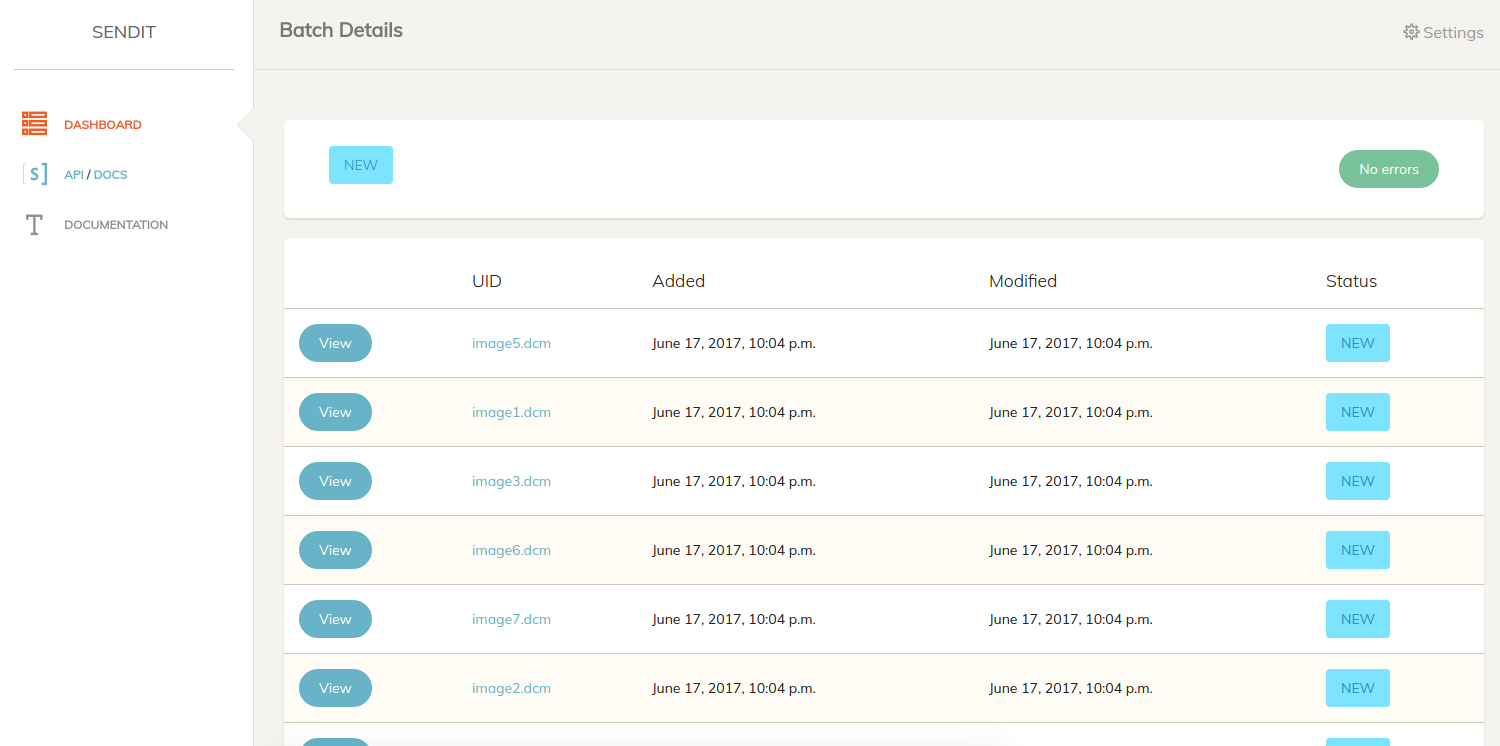 SENDIT
Batch Details
Settings
DASHBOARD
[S] API / DOCS
T DOCUMENTATION
NEW
No errors
UID Added Modified Status
View image5.dcm June 17, 2017, 10:04 p.m. June 17, 2017, 10:04 p.m. NEW
View image1.dcm June 17, 2017, 10:04 p.m. June 17, 2017, 10:04 p.m. NEW
View image3.dcm June 17, 2017, 10:04 p.m. June 17, 2017, 10:04 p.m. NEW
View image6.dcm June 17, 2017, 10:04 p.m. June 17, 2017, 10:04 p.m. NEW
View image7.dcm June 17, 2017, 10:04 p.m. June 17, 2017, 10:04 p.m. NEW
View image2.dcm June 17, 2017, 10:04 p.m. June 17, 2017, 10:04 p.m. NEW